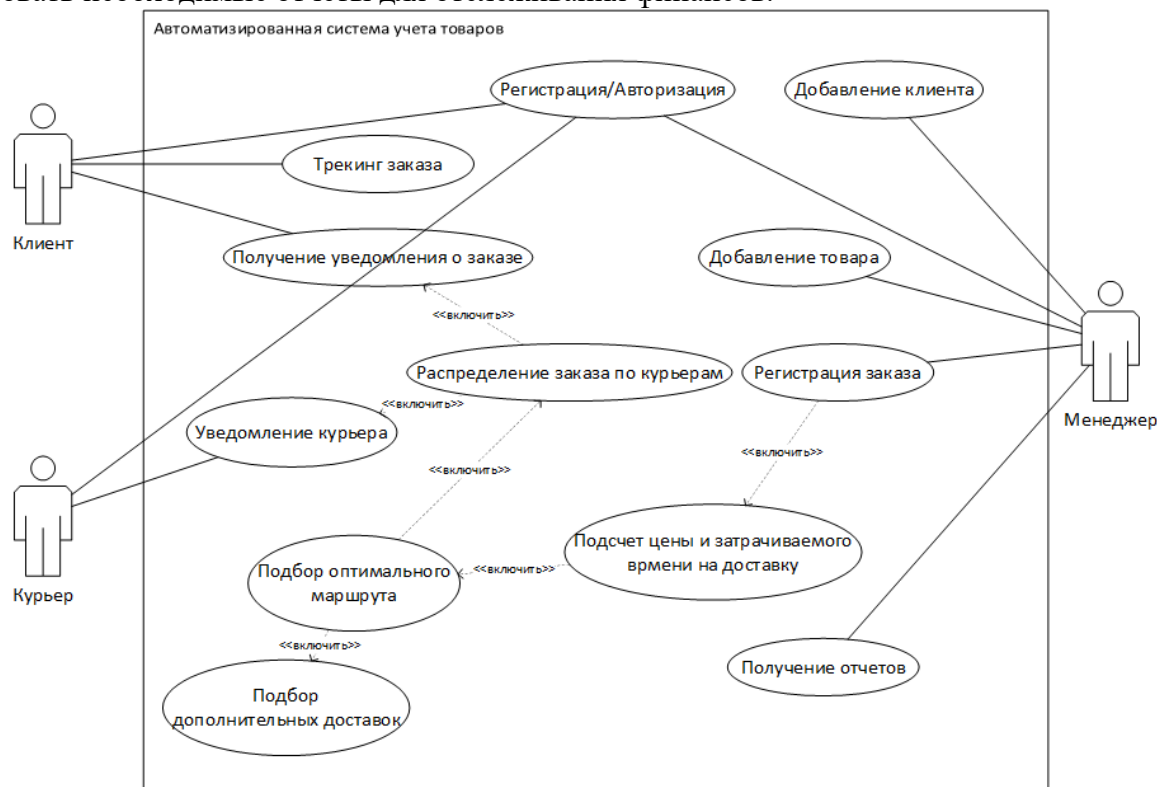 Автоматизированная система учета товаров
Регистрация/Авторизация
Добавление клиента
Трекинг заказа
Клиент
Получение уведомления о заказе
Добавление товара
<<включить>>
Распределение заказа по курьерам
Регистрация заказа
<<включить>>
Уведомление курьера
Менеджер
<<включить>>
<<включить>>
Подсчет цены и затрачиваемого
врмени на доставку
<<включить>>
Подбор оптимального
маршрута
Курьер
<<включить>>
Получение отчетов
Подбор
дополнительных доставок